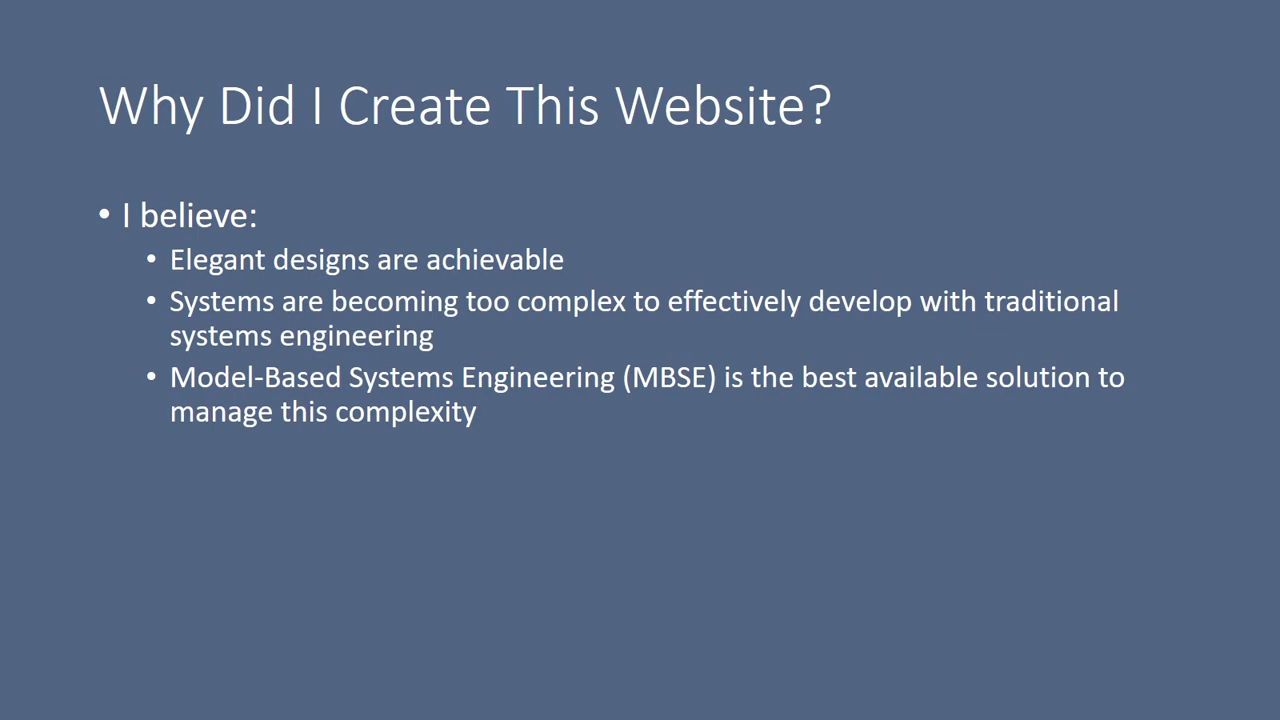 Why Did I Create This Website?
• I believe:
• Elegant designs are achievable
• Systems are becoming too complex to effectively develop with traditional
systems engineering
• Model-Based Systems Engineering (MBSE) is the best available solution to
manage this complexity